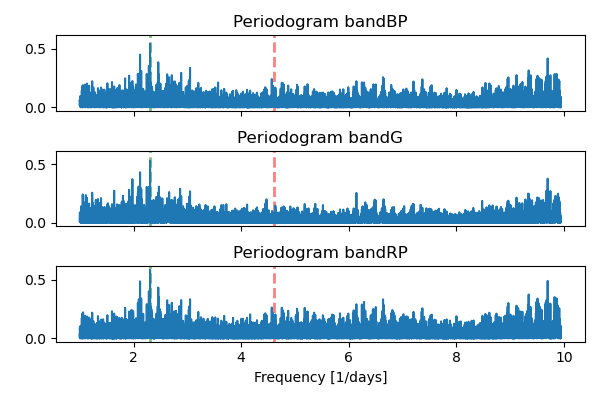 Periodogram bandBP
0.5
0.0
Periodogram bandG
0.5
0.0
Periodogram bandRP
0.5
0.0
2 4 6 8 10
Frequency [1/days]